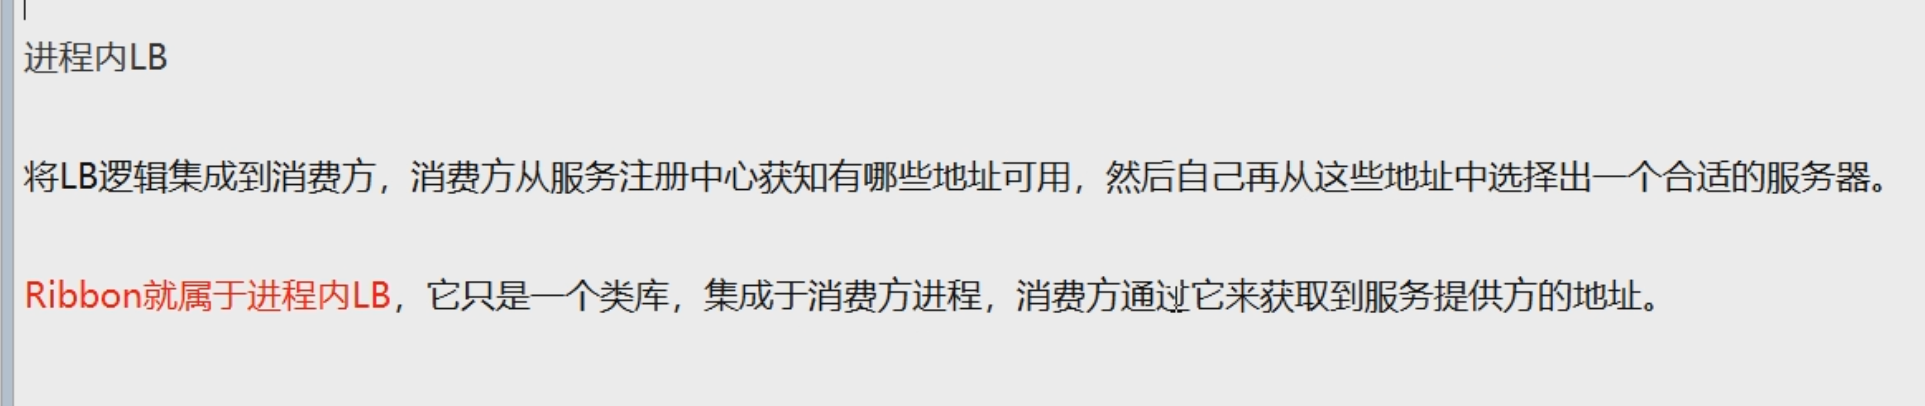 进程内LB
将LB逻辑集成到消费方，消费方从服务注册中心获知有哪些地址可用，然后自己再从这些地址中选择出一个合适的服务器。
Ribbon就属于进程内LB，它只是一个类库，集成于消费方进程，消费方通过它来获取到服务提供方的地址。